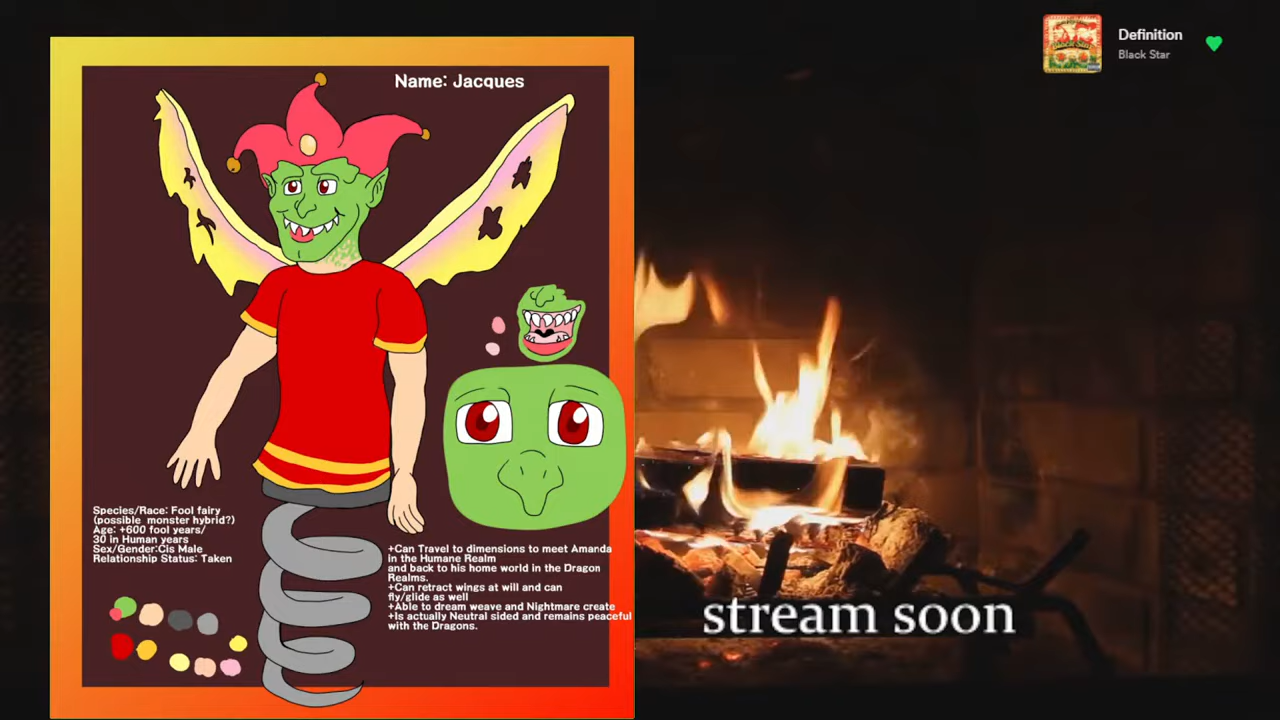 Definition
Black Star
Name: Jacques
Species/Race: Fool fairy
(possible monster hybrid?)
Age: +600 fool years/
30 in Human years
Sex/Gender:Cis Male
Relationship Status: Taken
+Can Travel to dimensions to meet Amanda
in the Humane Realm
and back to his home world in the Dragon
Realms.
+Can retract wings at will and can
fly/glide as well
+Able to dream weave and Nightmare create
+Is actually Neutral sided and remains peaceful
with the Dragons.
stream soon